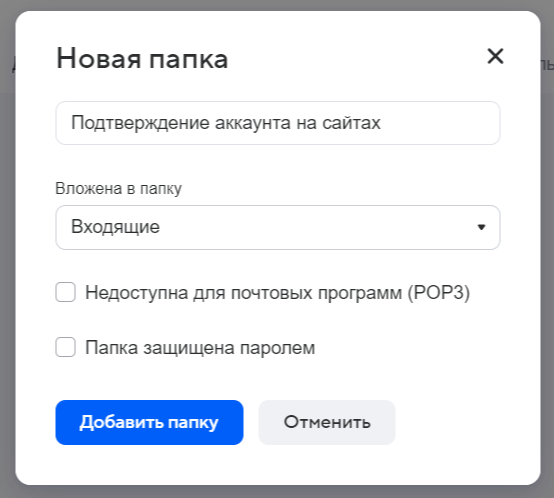 Новая папка
Подтверждение аккаунта на сайтах
Вложена в папку
Входящие
Недоступна для почтовых программ (POP3)
Папка защищена паролем
Добавить папку
Отменить